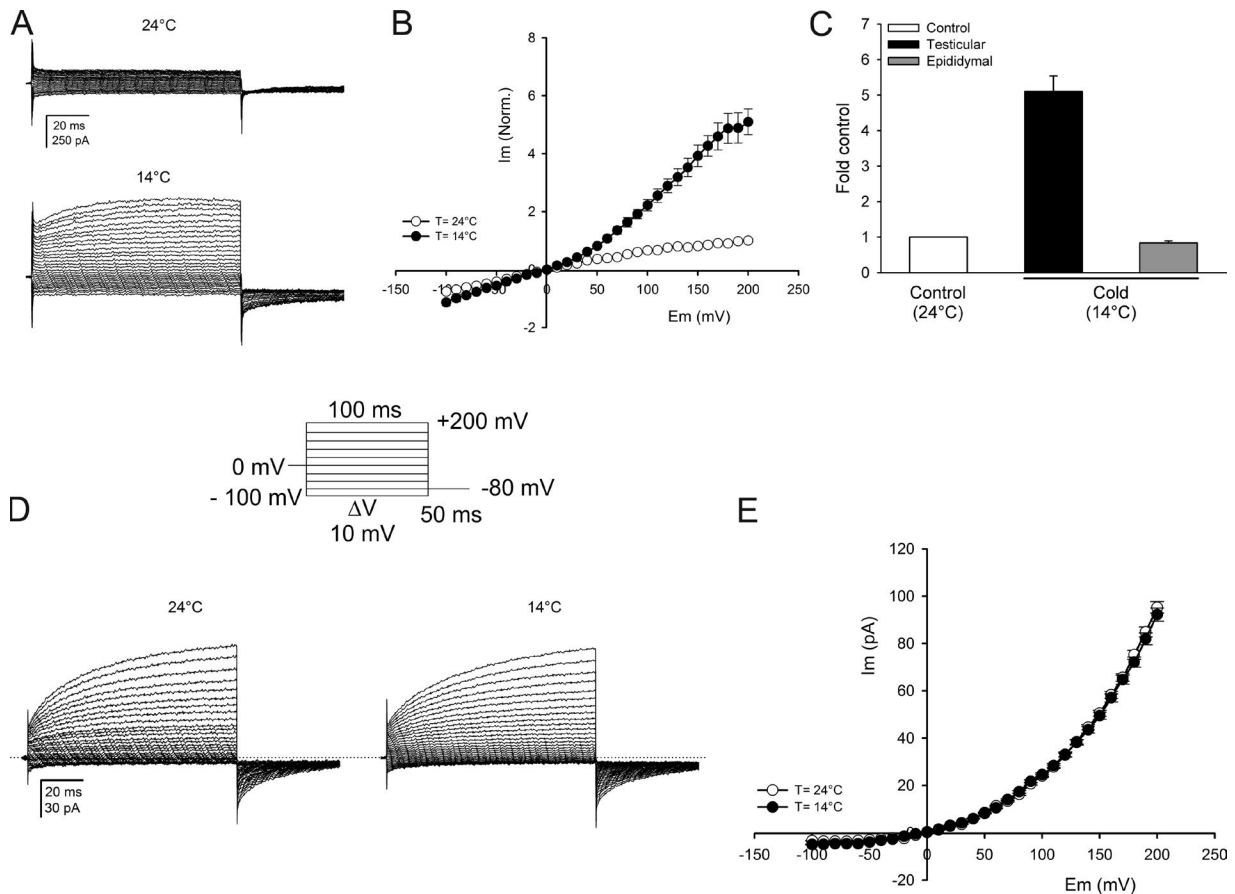 A
24°C
20 ms
250 pA
14°C
B
Im (Norm.)
8
6
4
2
0
-2
T= 24°C
T= 14°C
-150 -100 -50 0 50 100 150 200 250
Em (mV)
C
Fold control
7
6
5
4
3
2
1
0
Control
Testicular
Epididymal
Control
(24°C)
Cold
(14°C)
100 ms
+200 mV
0 mV
- 100 mV
-80 mV
ΔV
10 mV
50 ms
D
24°C
14°C
20 ms
30 pA
E
Im (pA)
120
100
80
60
40
20
0
-20
T= 24°C
T= 14°C
-150 -100 -50 0 50 100 150 200 250
Em (mV)